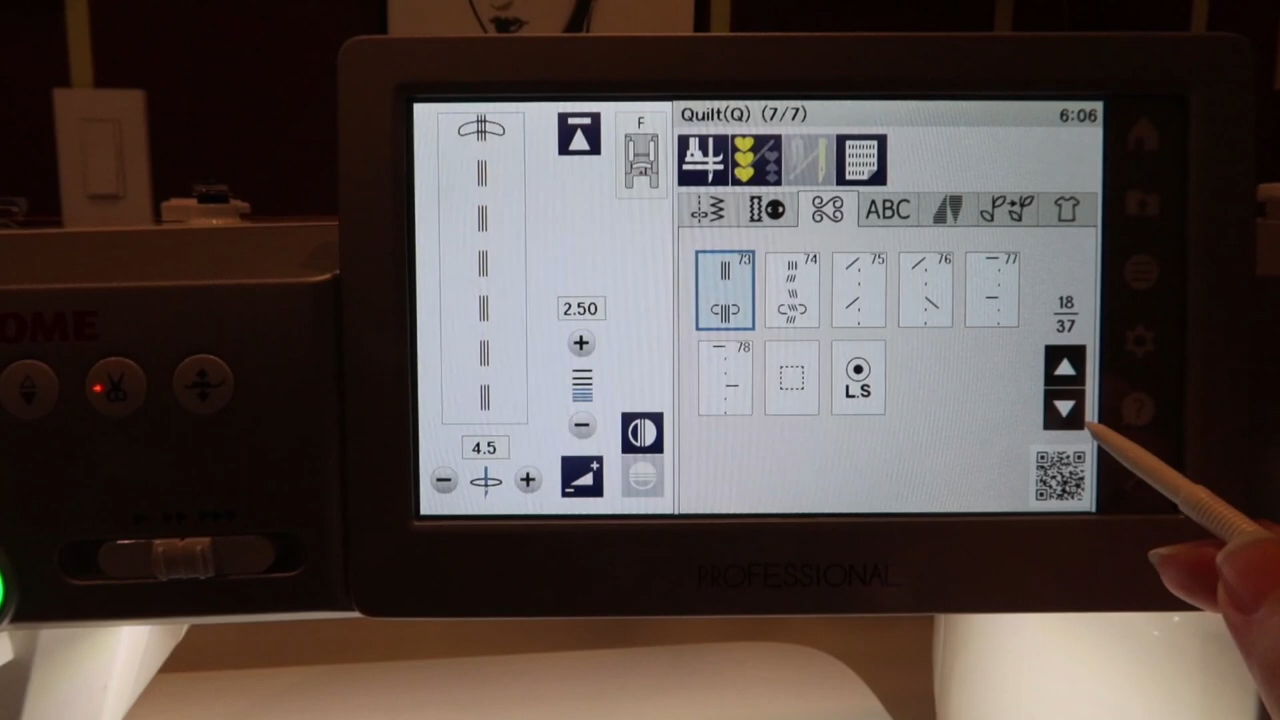 F
Quilt(Q) (7/7)
6:06
ABC
73
74
75
76
77
18
37
2.50
78
L.S
4.5
OME
PROFESSIONAL